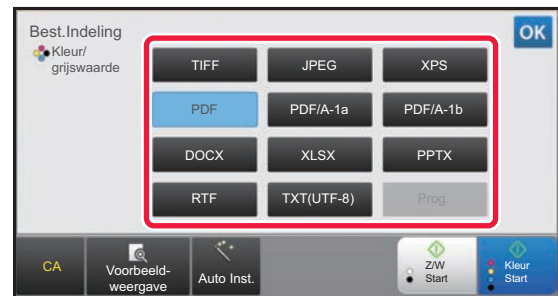 Best.Indeling
OK
Kleur/
grijswaarde
TIFF
JPEG
XPS
PDF
PDF/A-1a
PDF/A-1b
DOCX
XLSX
PPTX
RTF
TXT(UTF-8)
Prog.
CA
Voorbeeld-
weergave
Auto Inst.
Z/W
Start
Kleur
Start